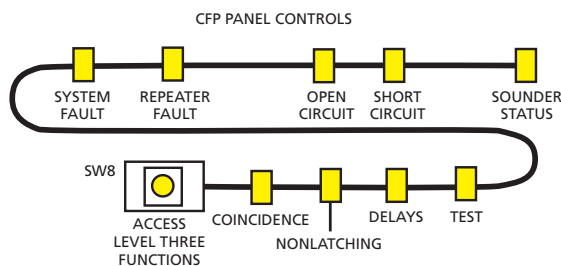 CFP PANEL CONTROLS
SYSTEM
FAULT
REPEATER
FAULT
OPEN
CIRCUIT
SHORT
CIRCUIT
SOUNDER
STATUS
SW8
ACCESS
LEVEL THREE
FUNCTIONS
COINCIDENCE
NONLATCHING
DELAYS
TEST